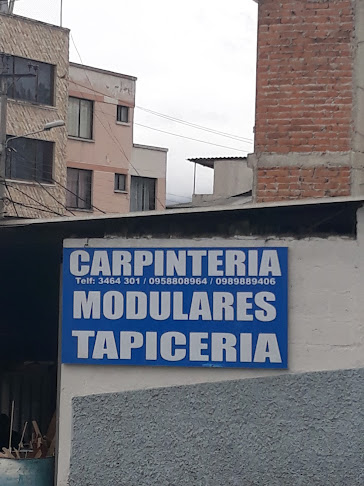 CARPINTERIA
Telf: 3464 301 / 0958808964 / 0989889406
MODULARES
TAPICERIA